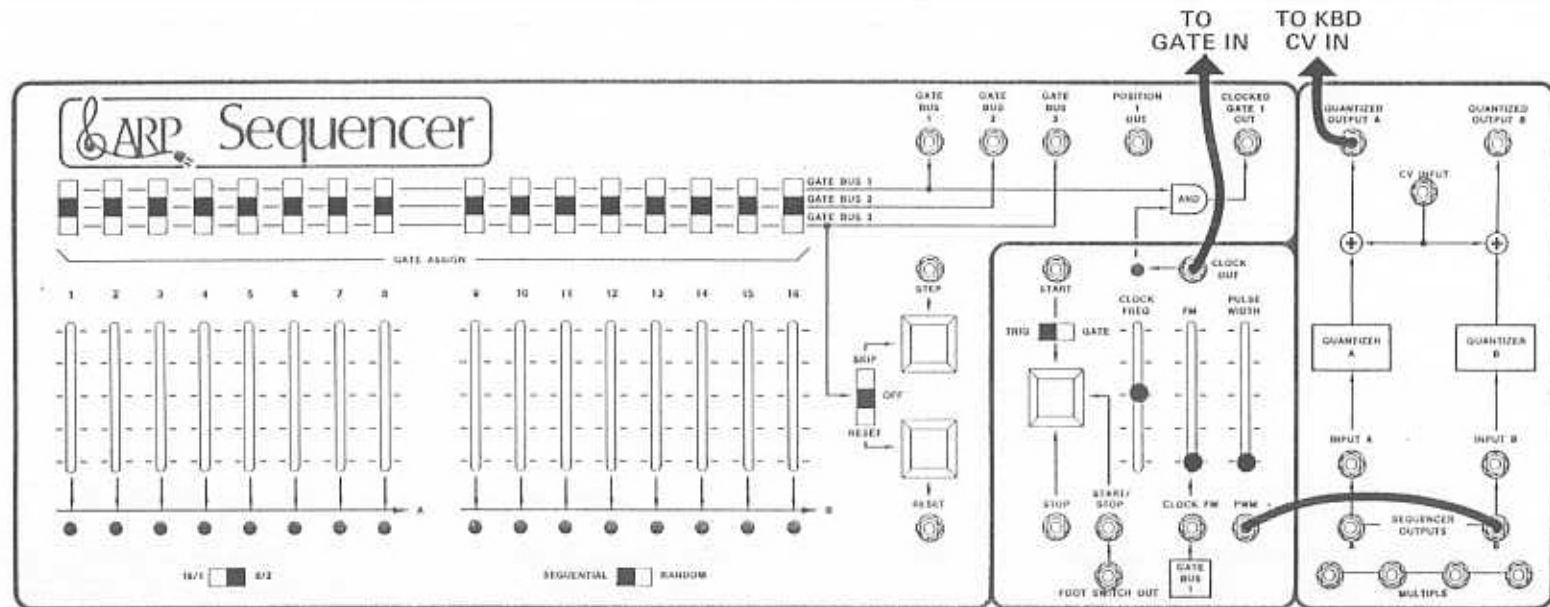 TO
GATE IN
TO KBD
CV IN
ARP Sequencer
GATE
BUS
1
GATE
BUS
2
GATE
BUS
3
POSITION
1
OUT
CLOCKED
GATE 1
OUT
QUANTIZED
OUTPUT A
QUANTIZED
OUTPUT B
GATE BUS 1
GATE BUS 2
GATE BUS 3
AND
CV INPUT
GATE ASSIGN
1 2 3 4 5 6 7 8 9 10 11 12 13 14 15 16
STEP
START
CLOCK
OUT
CLOCK
FREQ
FM
PULSE
WIDTH
TRIG
GATE
SKIP
OFF
RESET
QUANTIZER
A
QUANTIZER
B
INPUT A
INPUT B
A
B
RESET
STOP
START/
STOP
CLOCK FM
PWM
SEQUENCER
OUTPUTS
A
B
16/1
8/2
SEQUENTIAL
RANDOM
FOOT SWITCH OUT
GATE
BUS
1
MULTIPLE